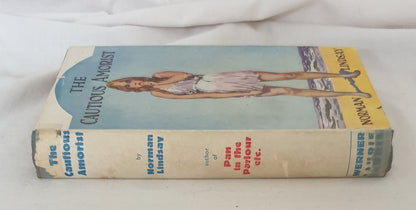 THE
CAUTIOUS AMORIST
NORMAN
LINDSAY
The
Cautious
Amorist
by
Norman
Lindsay
author
of
Pan
in the
Parlour
etc.
WERNER
LAURIE